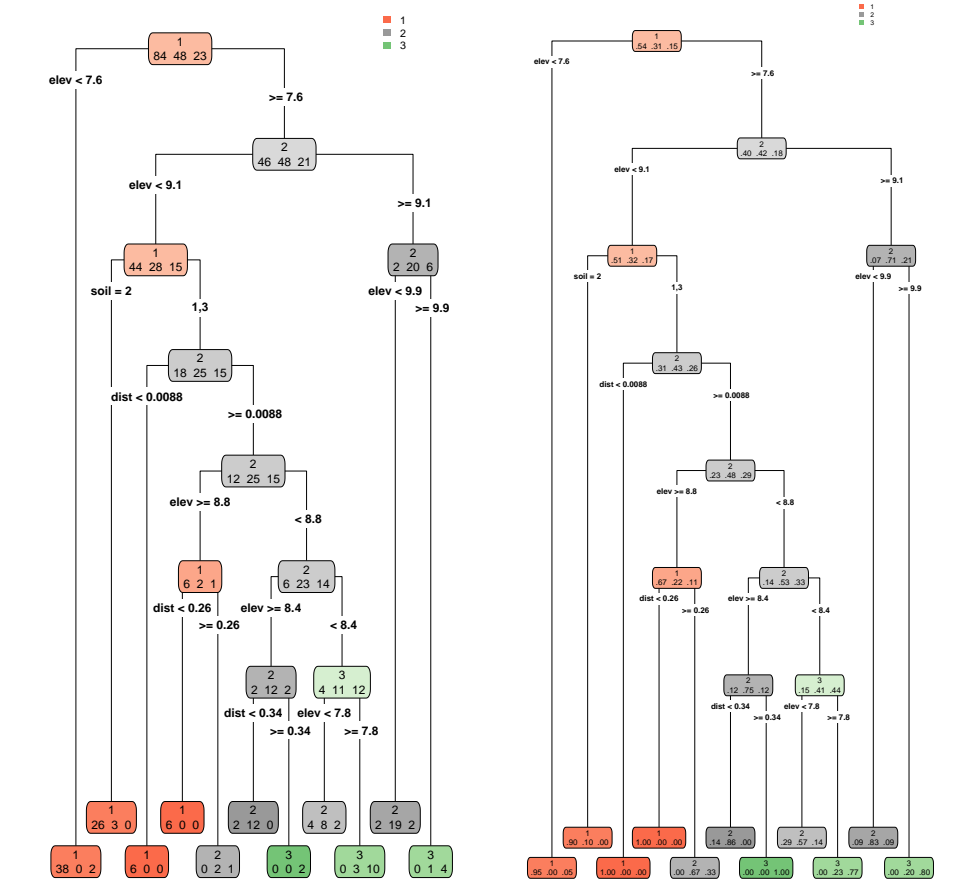 1
2
3
1
84 48 23
elev < 7.6
>= 7.6
2
46 48 21
elev < 9.1
>= 9.1
1
44 28 15
2
2 20 6
soil = 2
1,3
elev < 9.9
>= 9.9
2
18 25 15
dist < 0.0088
>= 0.0088
2
12 25 15
elev >= 8.8
< 8.8
1
6 2 1
2
6 23 14
dist < 0.26
>= 0.26
elev >= 8.4
< 8.4
2
2 12 2
3
4 11 12
dist < 0.34
>= 0.34
elev < 7.8
>= 7.8
1
26 3 0
1
6 0 0
2
2 12 0
2
4 8 2
2
2 19 2
1
38 0 2
1
6 0 0
2
0 2 1
3
0 0 2
3
0 3 10
3
0 1 4
1
2
3
1
.54 .31 .15
elev < 7.6
>= 7.6
2
.40 .42 .18
elev < 9.1
>= 9.1
1
.51 .32 .17
2
.07 .71 .21
soil = 2
1,3
elev < 9.9
>= 9.9
2
.31 .43 .26
dist < 0.0088
>= 0.0088
2
.23 .48 .29
elev >= 8.8
< 8.8
1
.67 .22 .11
2
.14 .53 .33
dist < 0.26
>= 0.26
elev >= 8.4
< 8.4
2
.12 .75 .12
3
.15 .41 .44
dist < 0.34
>= 0.34
elev < 7.8
>= 7.8
1
.90 .10 .00
1
1.00 .00 .00
2
.14 .86 .00
2
.29 .57 .14
2
.09 .83 .09
1
.95 .00 .05
1
1.00 .00 .00
2
.00 .67 .33
3
.00 .00 1.00
3
.00 .23 .77
3
.00 .20 .80